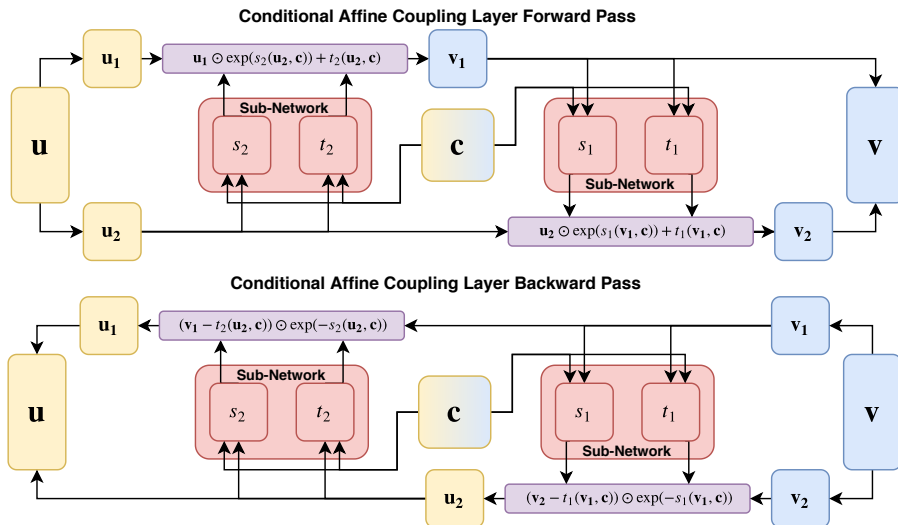 Conditional Affine Coupling Layer Forward Pass
u₁
u₁ ⊙ exp(s₂(u₂, c)) + t₂(u₂, c)
v₁
Sub-Network
u
s₂
t₂
c
s₁
t₁
v
Sub-Network
u₂
u₂ ⊙ exp(s₁(v₁, c)) + t₁(v₁, c)
v₂
Conditional Affine Coupling Layer Backward Pass
u₁
(v₁ − t₂(u₂, c)) ⊙ exp(−s₂(u₂, c))
v₁
Sub-Network
u
s₂
t₂
c
s₁
t₁
v
Sub-Network
u₂
(v₂ − t₁(v₁, c)) ⊙ exp(−s₁(v₁, c))
v₂